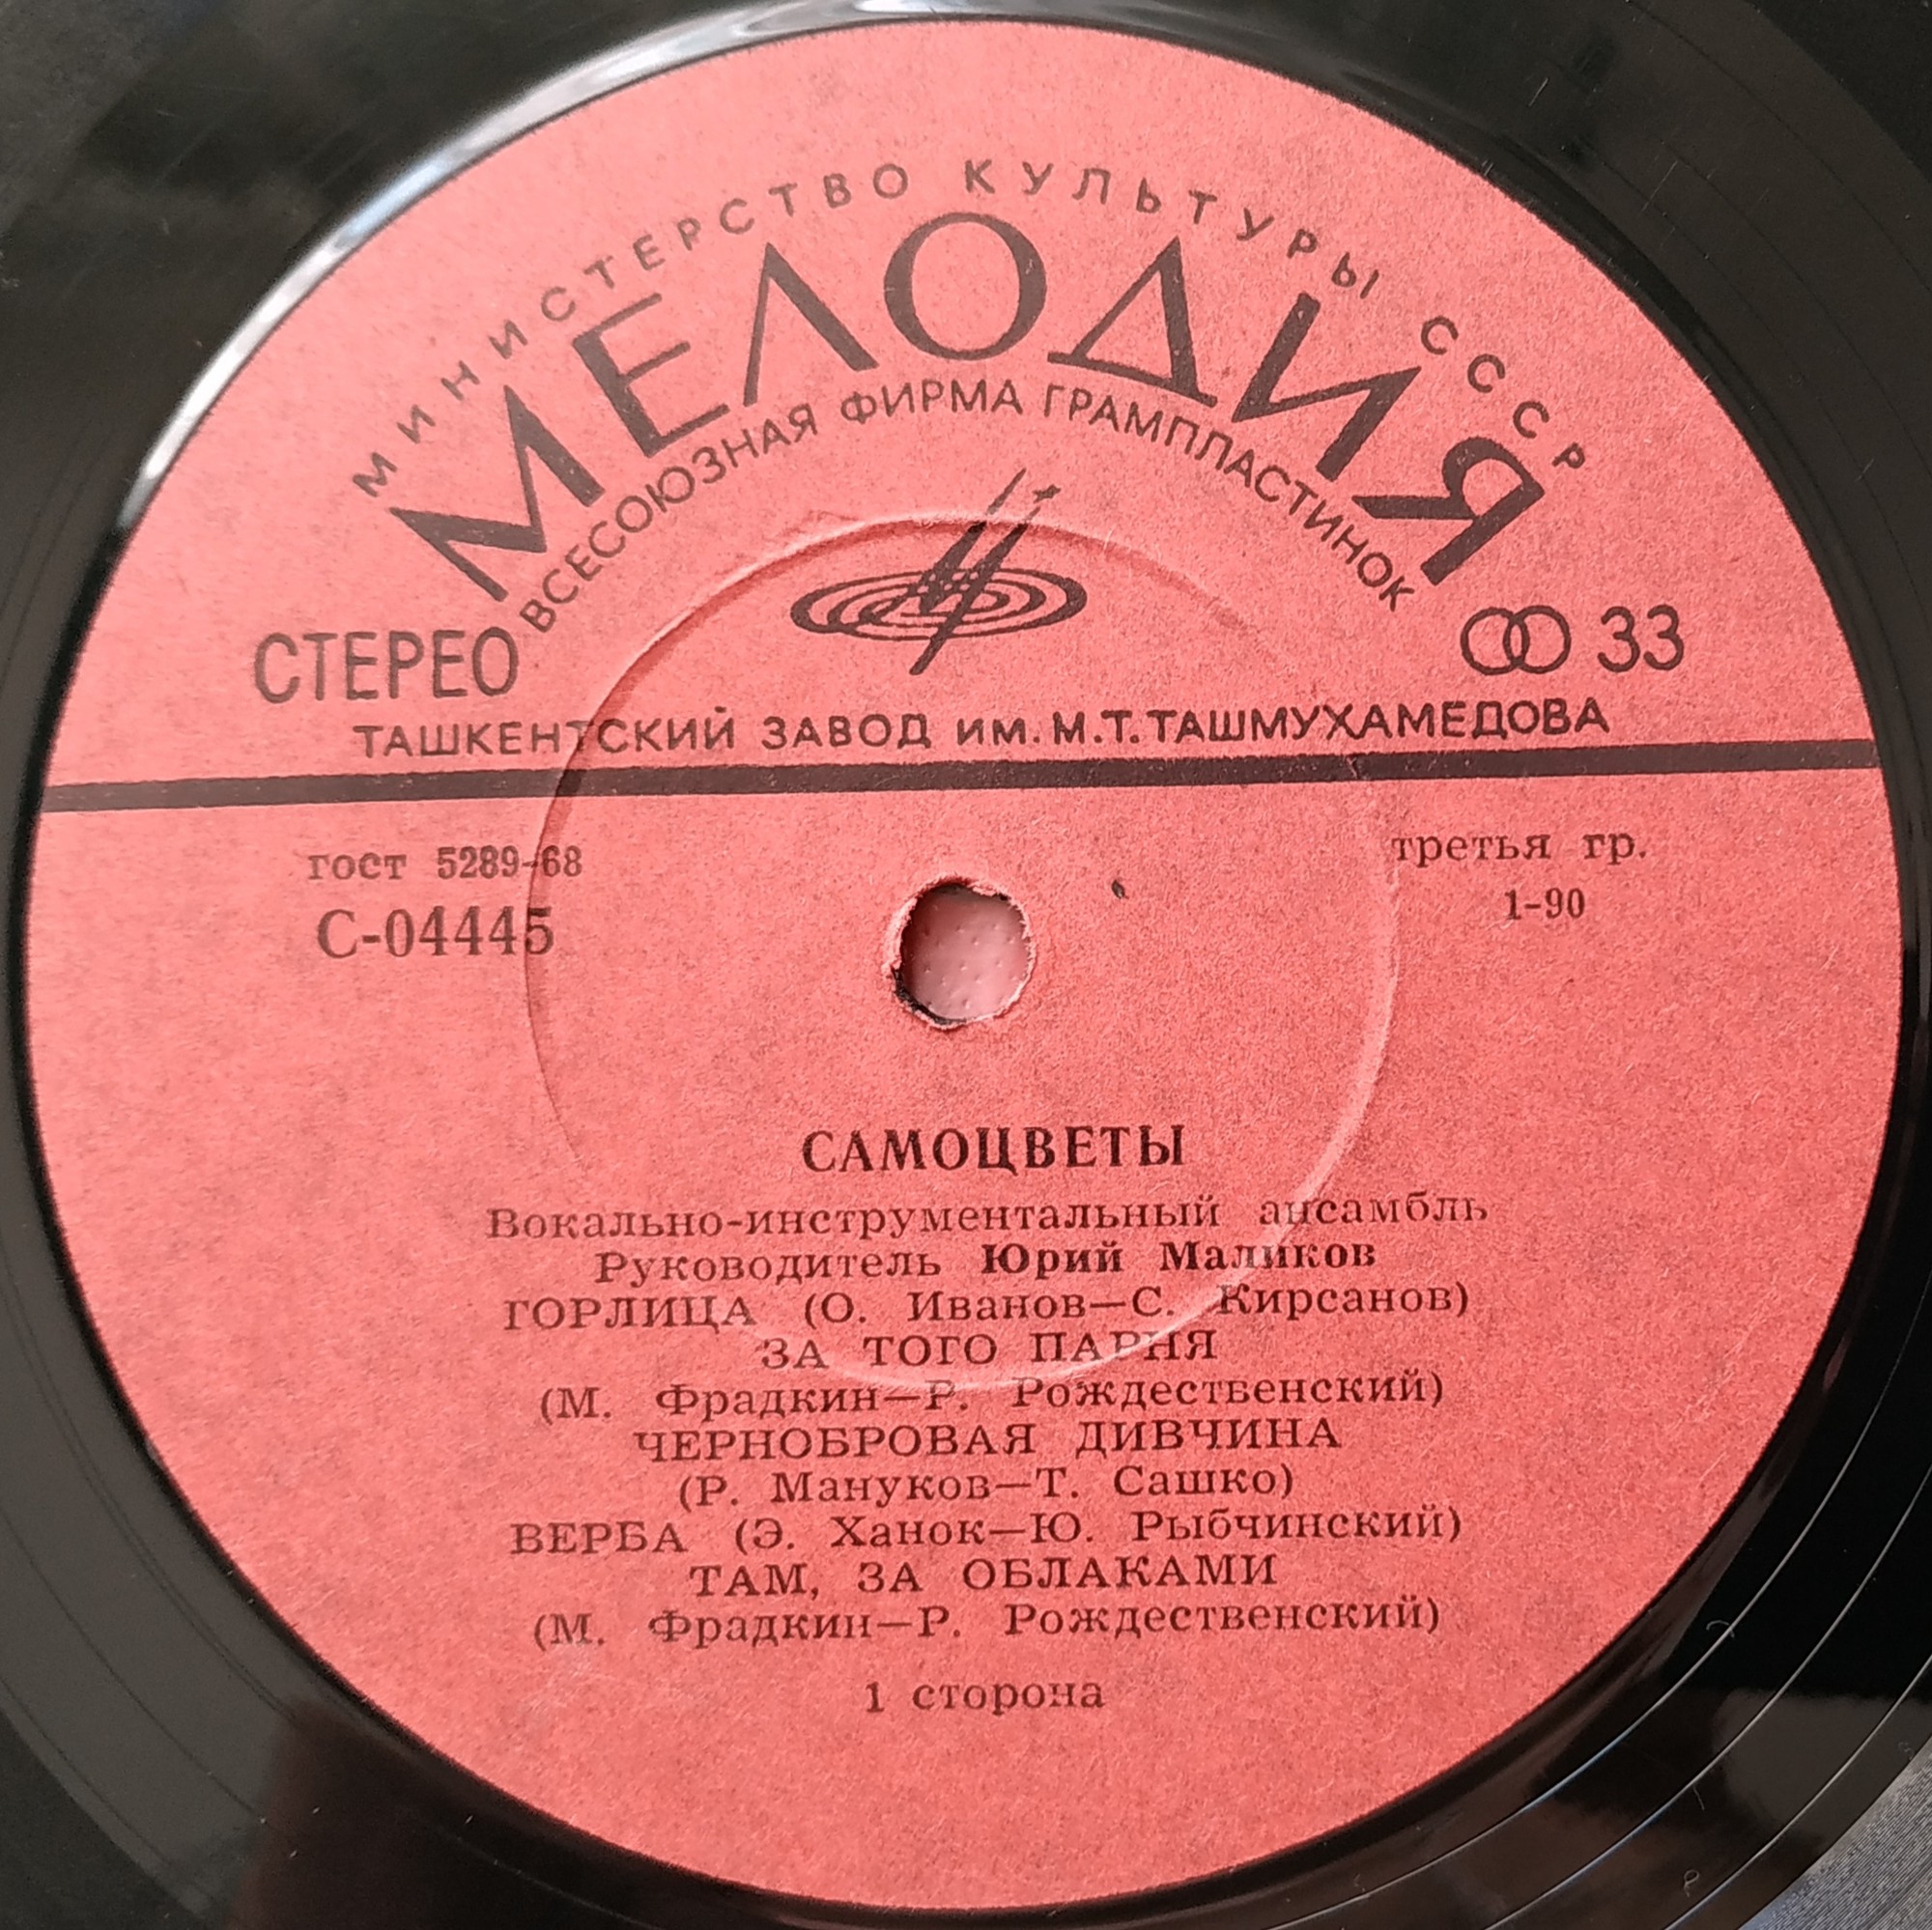 МИНИСТЕРСТВО КУЛЬТУРЫ СССР
МЕЛОДИЯ
ВСЕСОЮЗНАЯ ФИРМА ГРАМПЛАСТИНОК
СТЕРЕО
33
ТАШКЕНТСКИЙ ЗАВОД ИМ. М.Т. ТАШМУХАМЕДОВА
гост 5289-68
С-04445
третья гр.
1-90
САМОЦВЕТЫ
Вокально-инструментальный ансамбль
Руководитель Юрий Маликов
ГОРЛИЦА (О. Иванов—С. Кирсанов)
ЗА ТОГО ПАРНЯ
(М. Фрадкин—Р. Рождественский)
ЧЕРНОБРОВАЯ ДИВЧИНА
(Р. Мануков—Т. Сашко)
ВЕРБА (Э. Ханок—Ю. Рыбчинский)
ТАМ, ЗА ОБЛАКАМИ
(М. Фрадкин—Р. Рождественский)
1 сторона